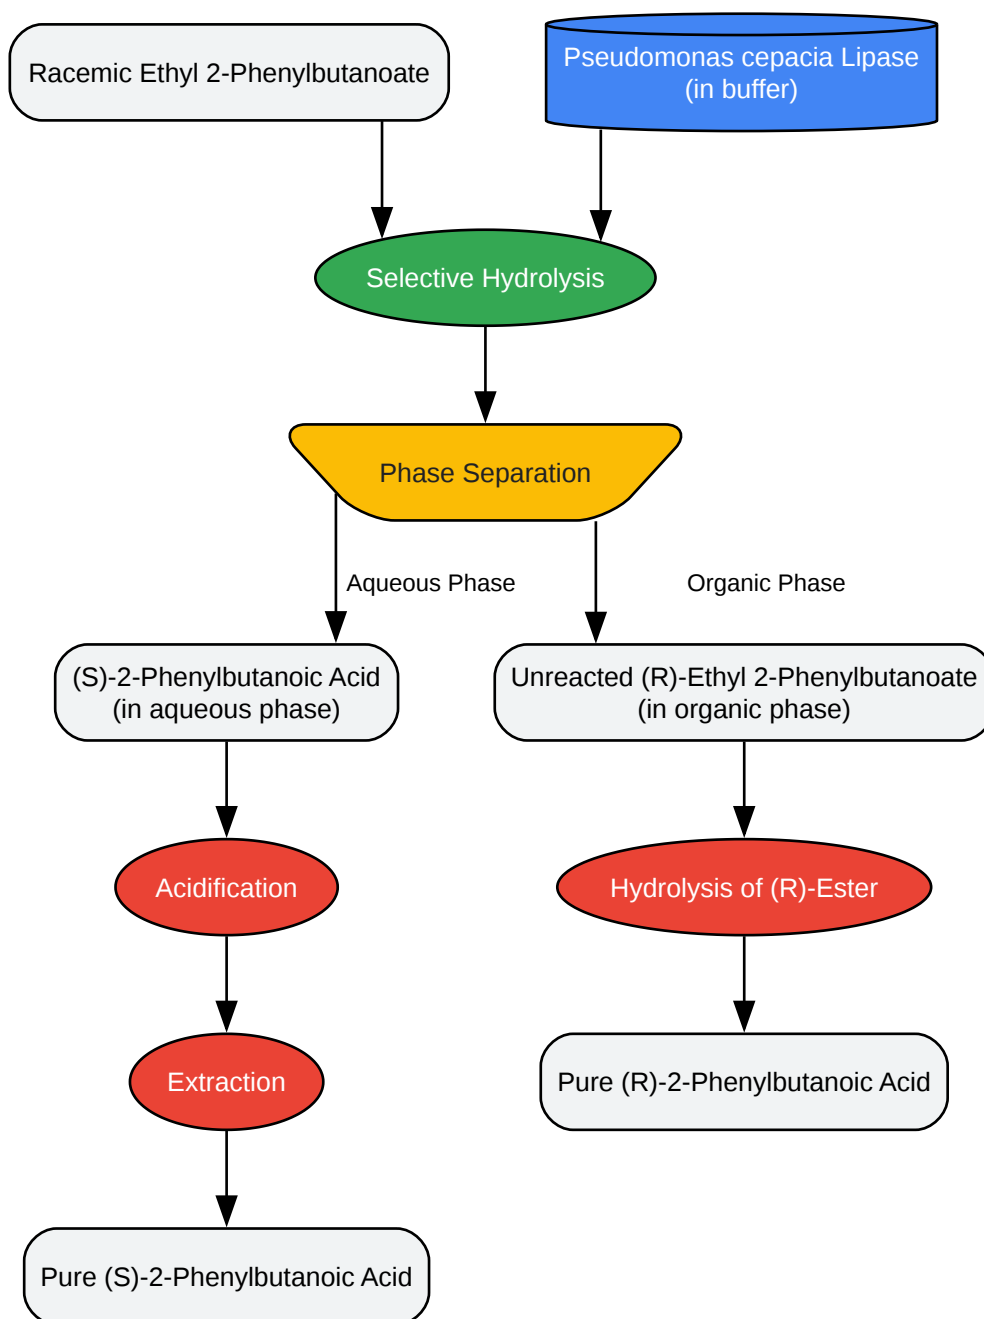 Racemic Ethyl 2-Phenylbutanoate
Pseudomonas cepacia Lipase
(in buffer)
Selective Hydrolysis
Phase Separation
Aqueous Phase
Organic Phase
(S)-2-Phenylbutanoic Acid
(in aqueous phase)
Unreacted (R)-Ethyl 2-Phenylbutanoate
(in organic phase)
Acidification
Hydrolysis of (R)-Ester
Extraction
Pure (R)-2-Phenylbutanoic Acid
Pure (S)-2-Phenylbutanoic Acid